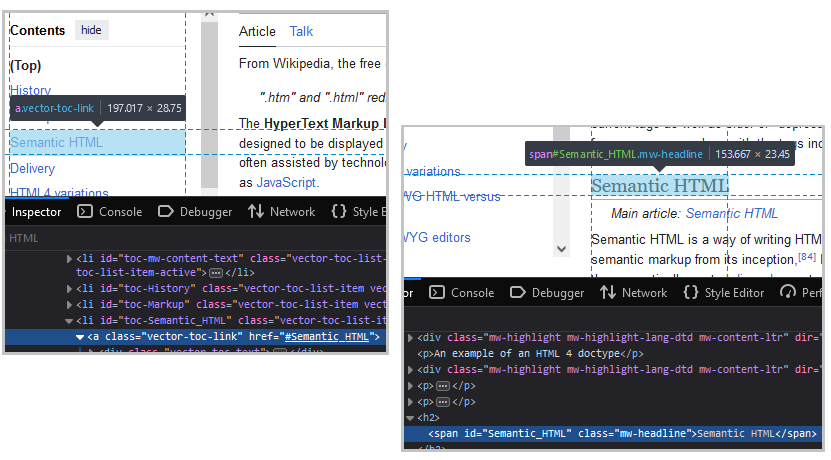 Contents hide
(Top)
History
a.vector-toc-link 197.017 × 28.75
Semantic HTML
Delivery
HTML4 variations
Article Talk
From Wikipedia, the free
".htm" and ".html" red
The HyperText Markup
designed to be displayed
often assisted by technolo
as JavaScript.
Inspector Console Debugger Network Style E
HTML
<li id="toc-mw-content-text" class="vector-toc-list-
toc-list-item-active"> </li>
<li id="toc-History" class="vector-toc-list-item vec
<li id="toc-Markup" class="vector-toc-list-item vect
<li id="toc-Semantic_HTML" class="vector-toc-list-it
<a class="vector-toc-link" href="#Semantic_HTML">
<div class="vector-toc-text"> </div>
span#Semantic_HTML.mw-headline 153.667 × 23.45
variations
WG HTML versus
WYG editors
Semantic HTML
Main article: Semantic HTML
Semantic HTML is a way of writing HTM
semantic markup from its inception,[84]
or Console Debugger Network Style Editor Perf
<div class="mw-highlight mw-highlight-lang-dtd mw-content-ltr" dir="
<p>An example of an HTML 4 doctype</p>
<div class="mw-highlight mw-highlight-lang-dtd mw-content-ltr" dir="
<p> </p>
<p> </p>
<h2>
<span id="Semantic_HTML" class="mw-headline">Semantic HTML</span>
</h2>